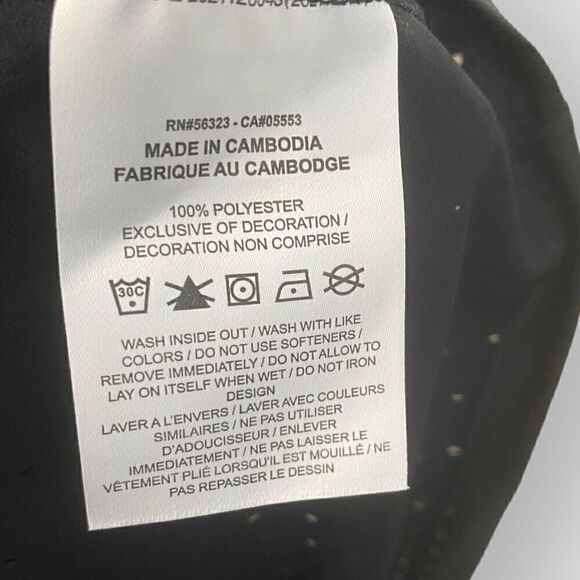 RN#56323 - CA#05553
MADE IN CAMBODIA
FABRIQUE AU CAMBODGE
100% POLYESTER
EXCLUSIVE OF DECORATION /
DECORATION NON COMPRISE
30C
WASH INSIDE OUT / WASH WITH LIKE
COLORS / DO NOT USE SOFTENERS /
REMOVE IMMEDIATELY / DO NOT ALLOW TO
LAY ON ITSELF WHEN WET / DO NOT IRON
DESIGN
LAVER A L'ENVERS / LAVER AVEC COULEURS
SIMILAIRES / NE PAS UTILISER
D'ADOUCISSEUR / ENLEVER
IMMEDIATEMENT / NE PAS LAISSER LE
VÊTEMENT PLIÉ LORSQU'IL EST MOUILLÉ / NE
PAS REPASSER LE DESSIN